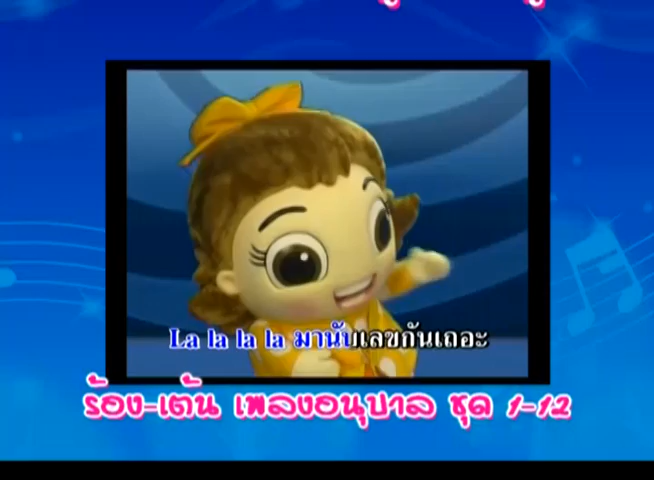 La la la la มานับเลขกันเถอะ
ร้อง-เต้น เพลงอนุบาล ชุด 1-12